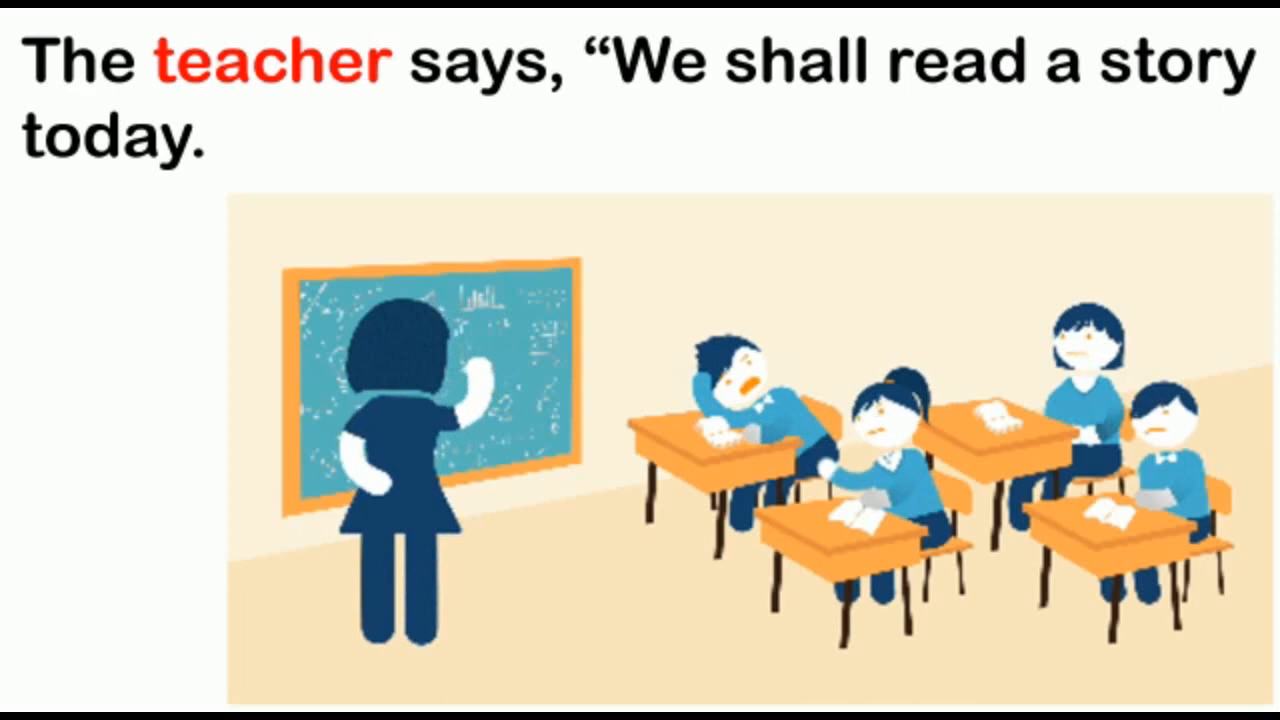 The teacher says, “We shall read a story
today.